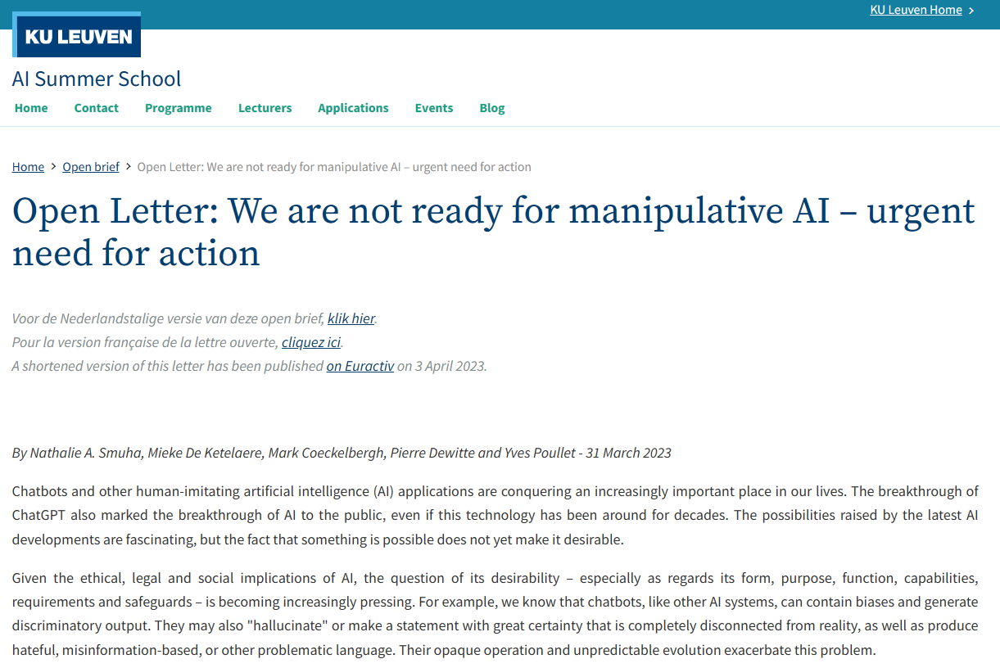 KU Leuven Home
KU LEUVEN
AI Summer School
Home Contact Programme Lecturers Applications Events Blog
Home > Open brief > Open Letter: We are not ready for manipulative AI – urgent need for action
Open Letter: We are not ready for manipulative AI – urgent
need for action
Voor de Nederlandstalige versie van deze open brief, klik hier.
Pour la version française de la lettre ouverte, cliquez ici.
A shortened version of this letter has been published on Euractiv on 3 April 2023.
By Nathalie A. Smuha, Mieke De Ketelaere, Mark Coeckelbergh, Pierre Dewitte and Yves Poullet - 31 March 2023
Chatbots and other human-imitating artificial intelligence (AI) applications are conquering an increasingly important place in our lives. The breakthrough of
ChatGPT also marked the breakthrough of AI to the public, even if this technology has been around for decades. The possibilities raised by the latest AI
developments are fascinating, but the fact that something is possible does not yet make it desirable.
Given the ethical, legal and social implications of AI, the question of its desirability – especially as regards its form, purpose, function, capabilities,
requirements and safeguards – is becoming increasingly pressing. For example, we know that chatbots, like other AI systems, can contain biases and generate
discriminatory output. They may also "hallucinate" or make a statement with great certainty that is completely disconnected from reality, as well as produce
hateful, misinformation-based, or other problematic language. Their opaque operation and unpredictable evolution exacerbate this problem.